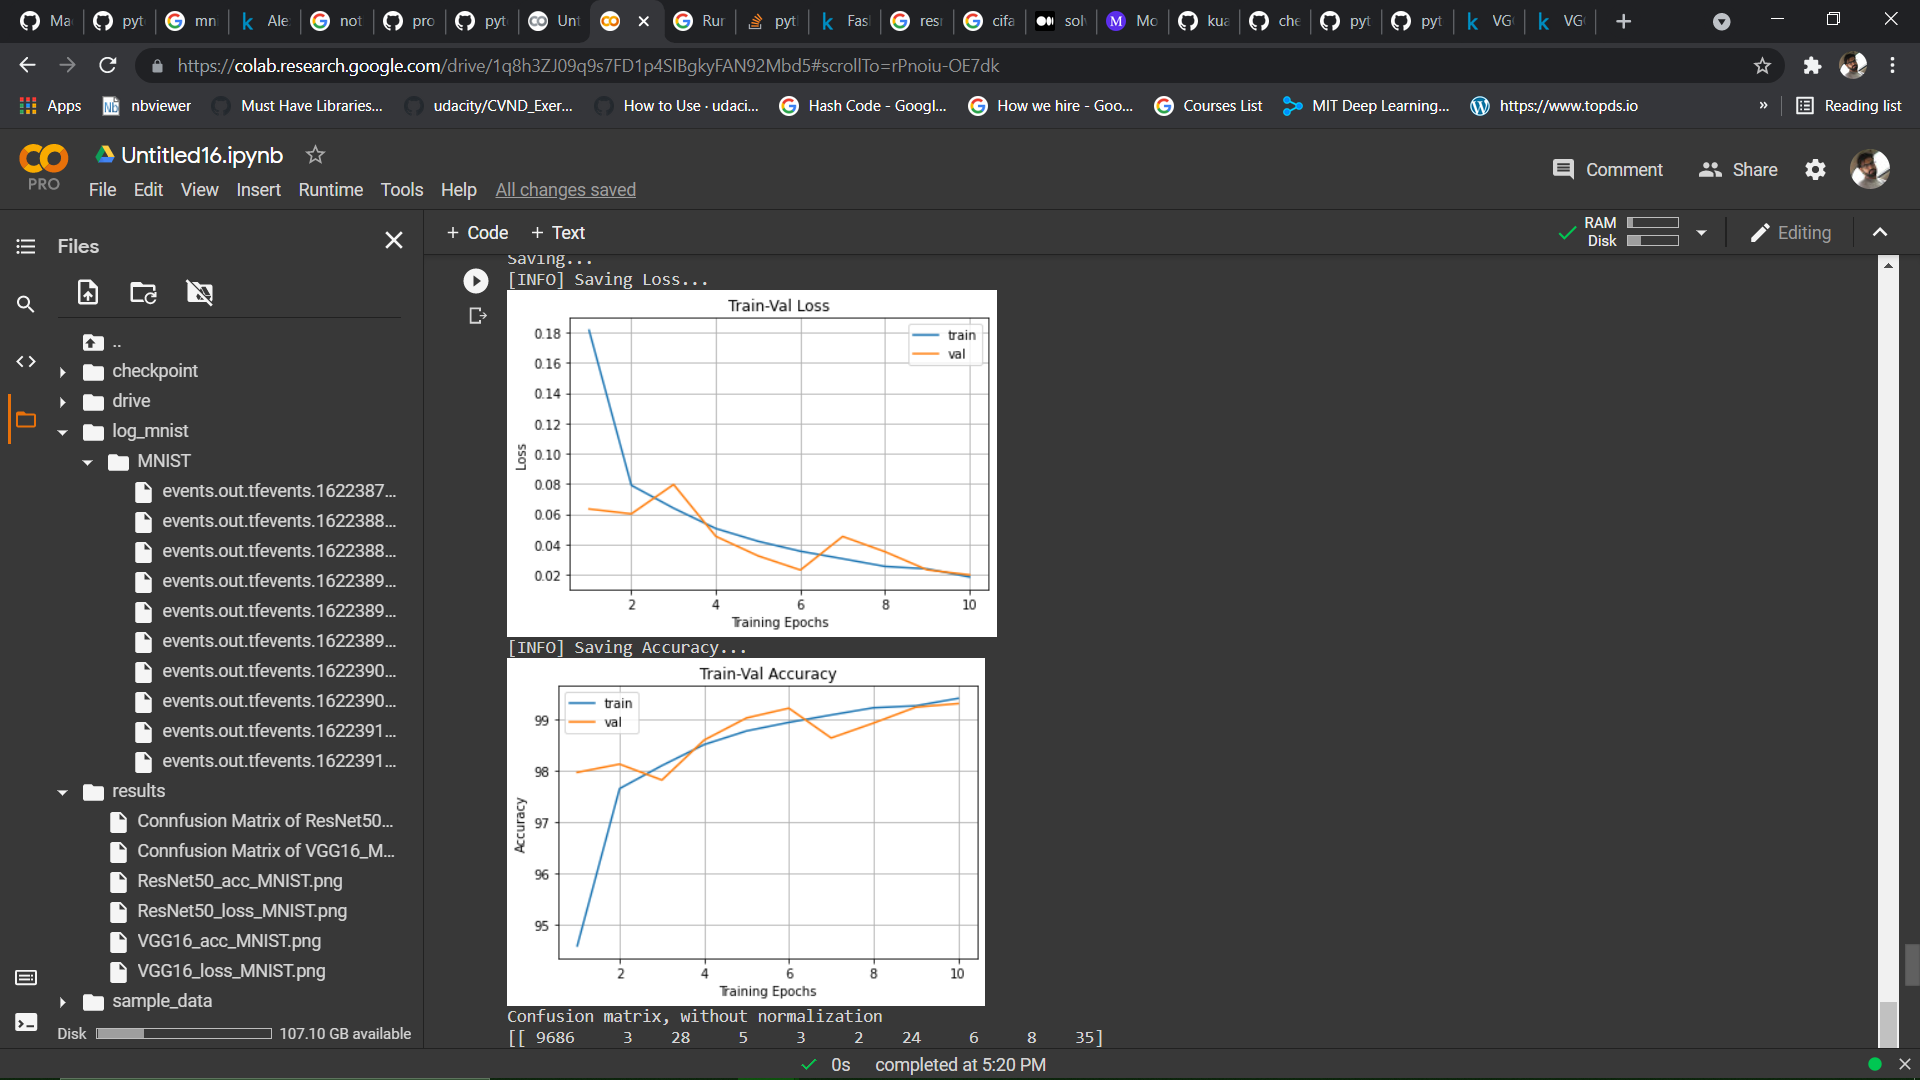 Ma
pyt
mni
Ale
not
pro
pyt
Unt
Rur
pyt
Fas
resr
cifa
solv
Mo
kua
che
pyt
pyt
VG
VG
https://colab.research.google.com/drive/1q8h3ZJ09q9s7FD1p4SIBgkyFAN92Mbd5#scrollTo=rPnoiu-OE7dk
Apps
nbviewer
Must Have Libraries...
udacity/CVND_Exer...
How to Use · udaci...
Hash Code - Googl...
How we hire - Goo...
Courses List
MIT Deep Learning...
https://www.topds.io
»
Reading list
PRO
Untitled16.ipynb
File Edit View Insert Runtime Tools Help All changes saved
Comment
Share
Files
+ Code + Text
RAM
Disk
Editing
..
checkpoint
drive
log_mnist
MNIST
events.out.tfevents.1622387...
events.out.tfevents.1622388...
events.out.tfevents.1622388...
events.out.tfevents.1622389...
events.out.tfevents.1622389...
events.out.tfevents.1622389...
events.out.tfevents.1622390...
events.out.tfevents.1622390...
events.out.tfevents.1622391...
events.out.tfevents.1622391...
results
Connfusion Matrix of ResNet50...
Connfusion Matrix of VGG16_M...
ResNet50_acc_MNIST.png
ResNet50_loss_MNIST.png
VGG16_acc_MNIST.png
VGG16_loss_MNIST.png
sample_data
Disk 107.10 GB available
Saving...
[INFO] Saving Loss...
Train-Val Loss
train
val
0.18
0.16
0.14
0.12
0.10
0.08
0.06
0.04
0.02
Loss
2 4 6 8 10
Training Epochs
[INFO] Saving Accuracy...
Train-Val Accuracy
train
val
99
98
97
96
95
Accuracy
2 4 6 8 10
Training Epochs
Confusion matrix, without normalization
[[ 9686 3 28 5 3 2 24 6 8 35]
0s completed at 5:20 PM